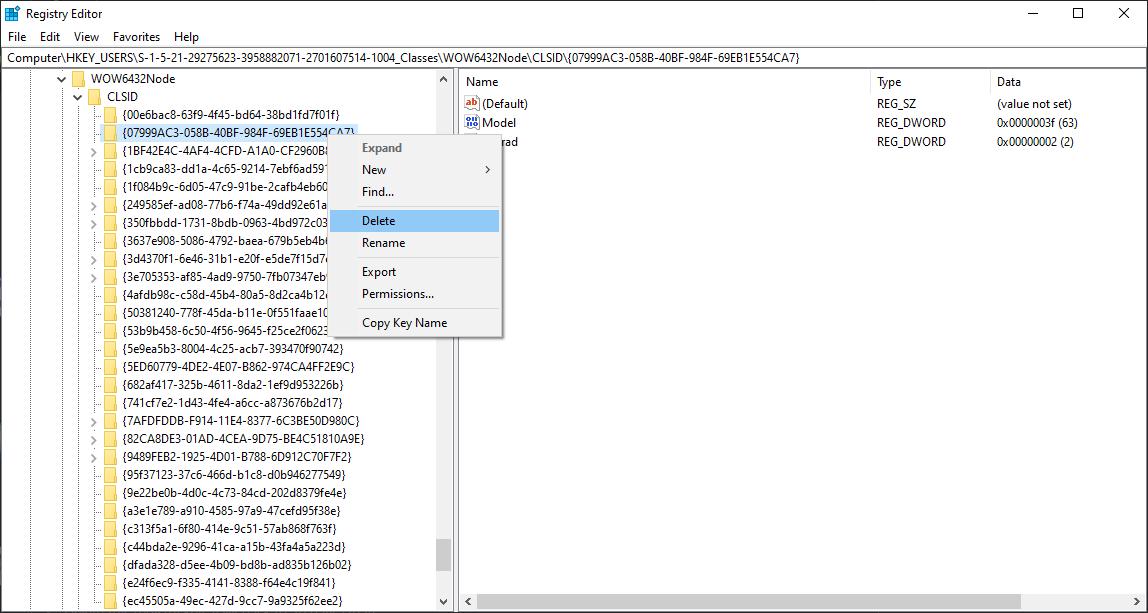 Registry Editor
File Edit View Favorites Help
Computer\HKEY_USERS\S-1-5-21-29275623-3958882071-2701607514-1004_Classes\WOW6432Node\CLSID\{07999AC3-058B-40BF-984F-69EB1E554CA7}
WOW6432Node
CLSID
{00e6bac8-63f9-4f45-bd64-38bd1fd7f01f}
{07999AC3-058B-40BF-984F-69EB1E554CA7}
{1BF42E4C-4AF4-4CFD-A1A0-CF2960B8
{1cb9ca83-dd1a-4c65-9214-7ebf6ad591
{1f084b9c-6d05-47c9-91be-2cafb4eb60
{249585ef-ad08-77b6-f74a-49dd92e61a
{350fbbdd-1731-8bdb-0963-4bd972c03
{3637e908-5086-4792-baea-679b5eb4b
{3d4370f1-6e46-31b1-e20f-e5de7f15d7
{3e705353-af85-4ad9-9750-7fb07347eb
{4afdb98c-c58d-45b4-80a5-8d2ca4b12
{50381240-778f-45da-b11e-0f551faae10
{53b9b458-6c50-4f56-9645-f25ce2f0623
{5e9ea5b3-8004-4c25-acb7-393470f90742}
{5ED60779-4DE2-4E07-B862-974CA4FF2E9C}
{682af417-325b-4611-8da2-1ef9d953226b}
{741cf7e2-1d43-4fe4-a6cc-a873676b2d17}
{7AFDFDDB-F914-11E4-8377-6C3BE50D980C}
{82CA8DE3-01AD-4CEA-9D75-BE4C51810A9E}
{9489FEB2-1925-4D01-B788-6D912C70F7F2}
{95f37123-37c6-466d-b1c8-d0b946277549}
{9e22be0b-4d0c-4c73-84cd-202d8379fe4e}
{a3e1e789-a910-4585-97a9-47cefd95f38e}
{c313f5a1-6f80-414e-9c51-57ab868f763f}
{c44bda2e-9296-41ca-a15b-43fa4a5a223d}
{dfada328-d5ee-4b09-bd8b-ad835b126b02}
{e24f6ec9-f335-4141-8388-f64e4c19f841}
{ec45505a-49ec-427d-9cc7-9a9325f62ee2}
Expand
New
Find...
Delete
Rename
Export
Permissions...
Copy Key Name
Name Type Data
(Default) REG_SZ (value not set)
Model REG_DWORD 0x0000003f (63)
rad REG_DWORD 0x00000002 (2)